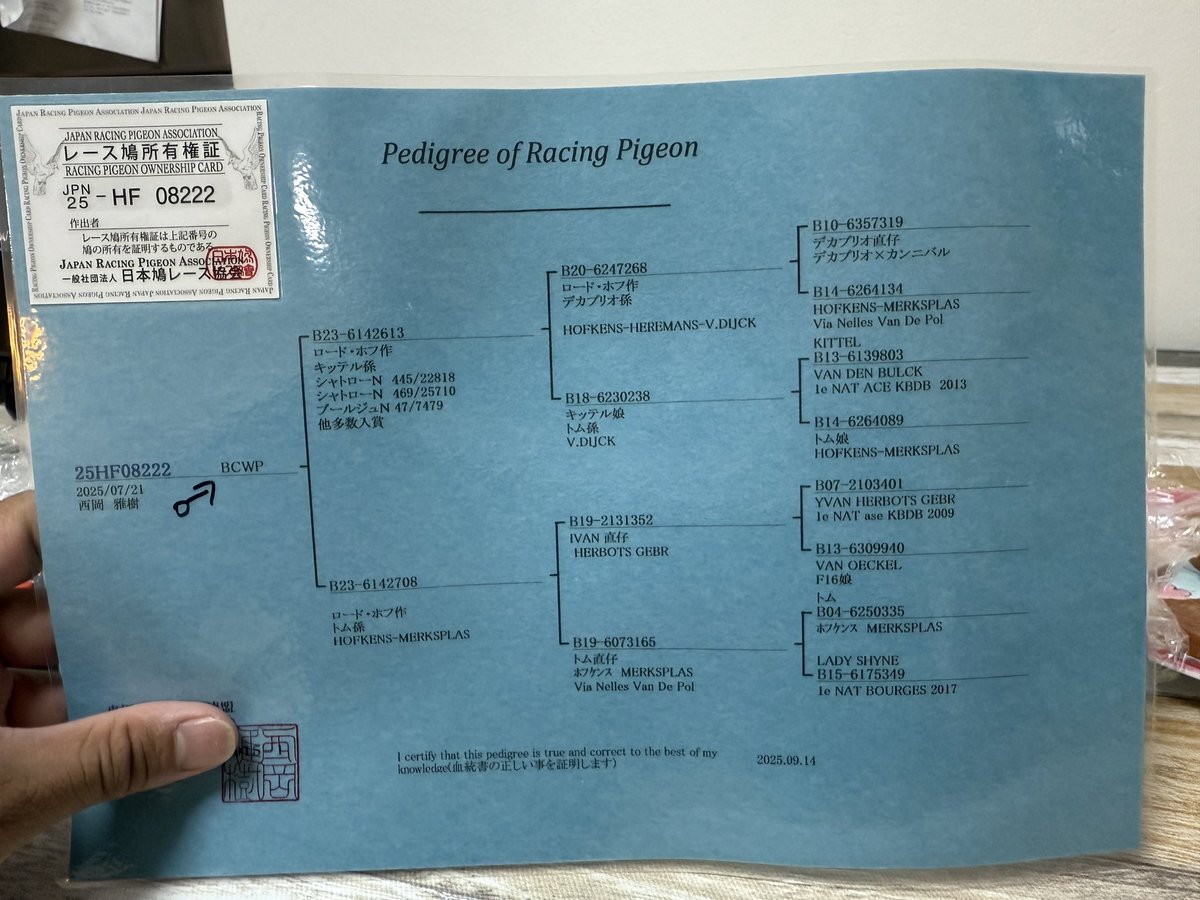 JAPAN RACING PIGEON ASSOCIATION JAPAN RACING PIGEON ASSOCIATION
JAPAN RACING PIGEON ASSOCIATION
レース鳩所有権証
RACING PIGEON OWNERSHIP CARD
JPN 25 - HF 08222
作出者
レース鳩所有権証は上記番号の
鳩の所有を証明するものである。
JAPAN RACING PIGEON ASSOCIATION
一般社団法人 日本鳩レース協会
Pedigree of Racing Pigeon
25HF08222 BCWP
2025/07/21
西岡 雅樹
B23-6142613
ロード・ホフ作
キッテル孫
シャトローN 445/22818
シャトローN 469/25710
ブールジュN 47/7479
他多数入賞
B23-6142708
ロード・ホフ作
トム孫
HOFKENS-MERKSPLAS
B20-6247268
ロード・ホフ作
デカプリオ孫
HOFKENS-HEREMANS-V.DIJCK
B18-6230238
キッテル娘
トム孫
V.DIJCK
B19-2131352
IVAN 直仔
HERBOTS GEBR
B19-6073165
トム直仔
ホフケンス MERKSPLAS
Via Nelles Van De Pol
B10-6357319
デカプリオ直仔
デカプリオ×カンニバル
B14-6264134
HOFKENS-MERKSPLAS
Via Nelles Van De Pol
KITTEL
B13-6139803
VAN DEN BULCK
1e NAT ACE KBDB 2013
B14-6264089
トム娘
HOFKENS-MERKSPLAS
B07-2103401
YVAN HERBOTS GEBR
1e NAT ase KBDB 2009
B13-6309940
VAN OECKEL
F16娘
トム
B04-6250335
ホフケンス MERKSPLAS
LADY SHYNE
B15-6175349
1e NAT BOURGES 2017
I certify that this pedigree is true and correct to the best of my
knowledge(血統書の正しい事を証明します)
2025.09.14